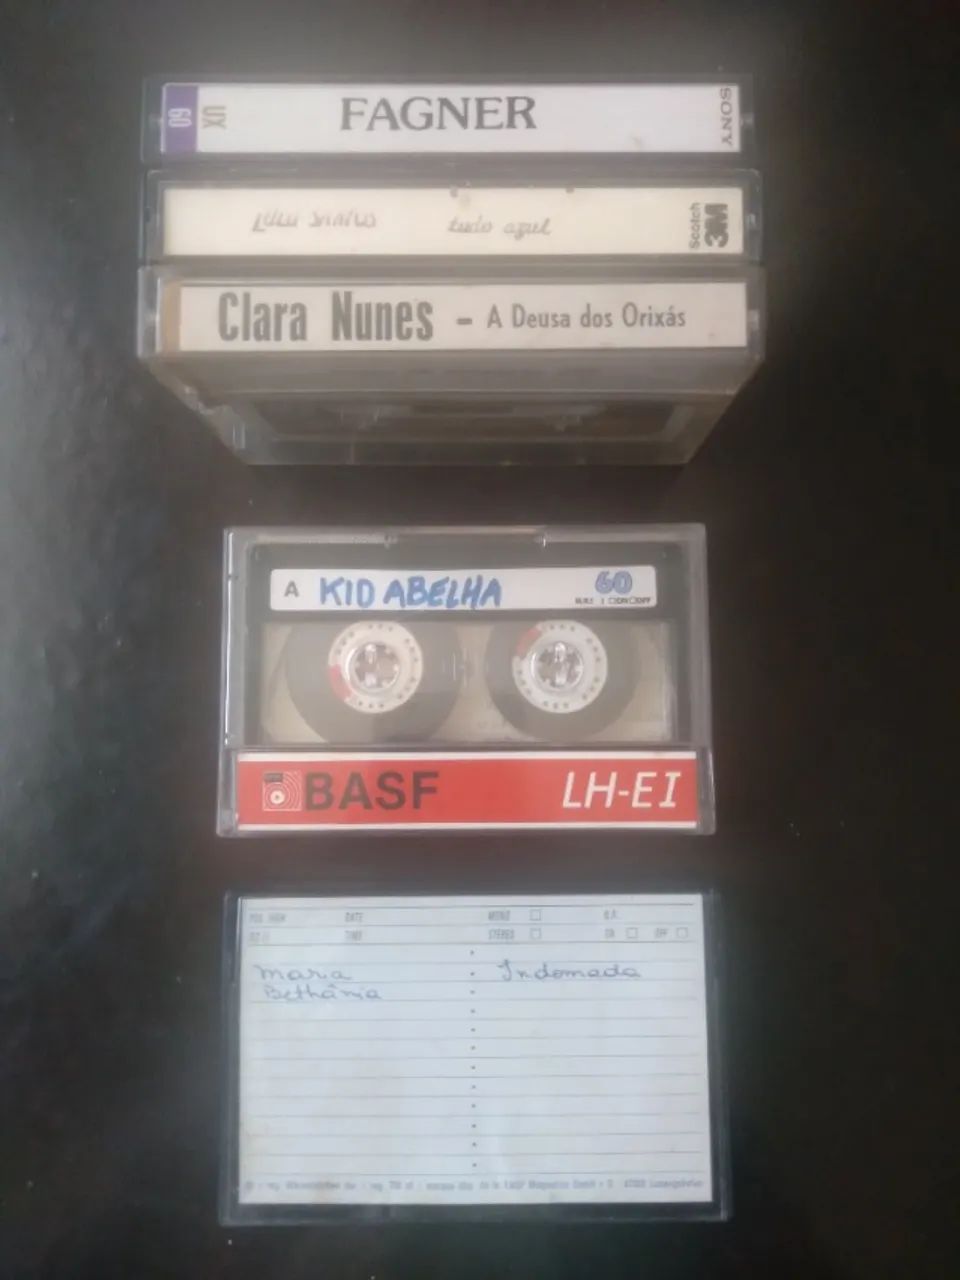 60 UX FAGNER SONY
Lulu Santos tudo azul Scotch 3M
Clara Nunes - A Deusa dos Orixás
A KID ABELHA 60
BASF LH-EI
DATE MONO N.R.
TIME STEREO ON OFF
Maria Indomada
Bethânia